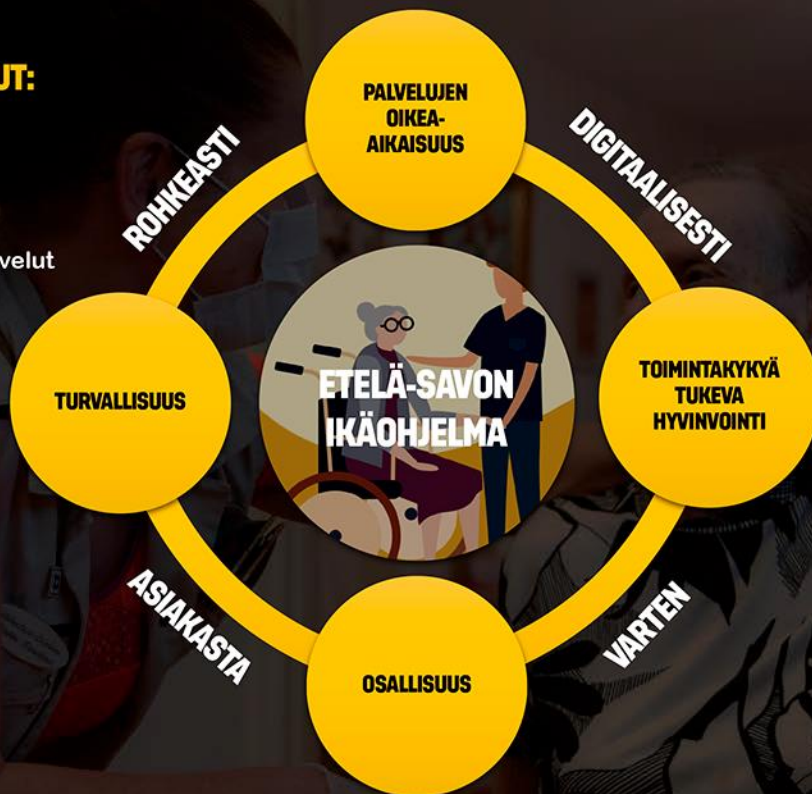 UT:
velut
PALVELUJEN
OIKEA-
AIKAISUUS
ROHKEASTI
DIGITAALISESTI
TURVALLISUUS
ETELÄ-SAVON
IKÄOHJELMA
TOIMINTAKYKYÄ
TUKEVA
HYVINVOINTI
ASIAKASTA
VARTEN
OSALLISUUS